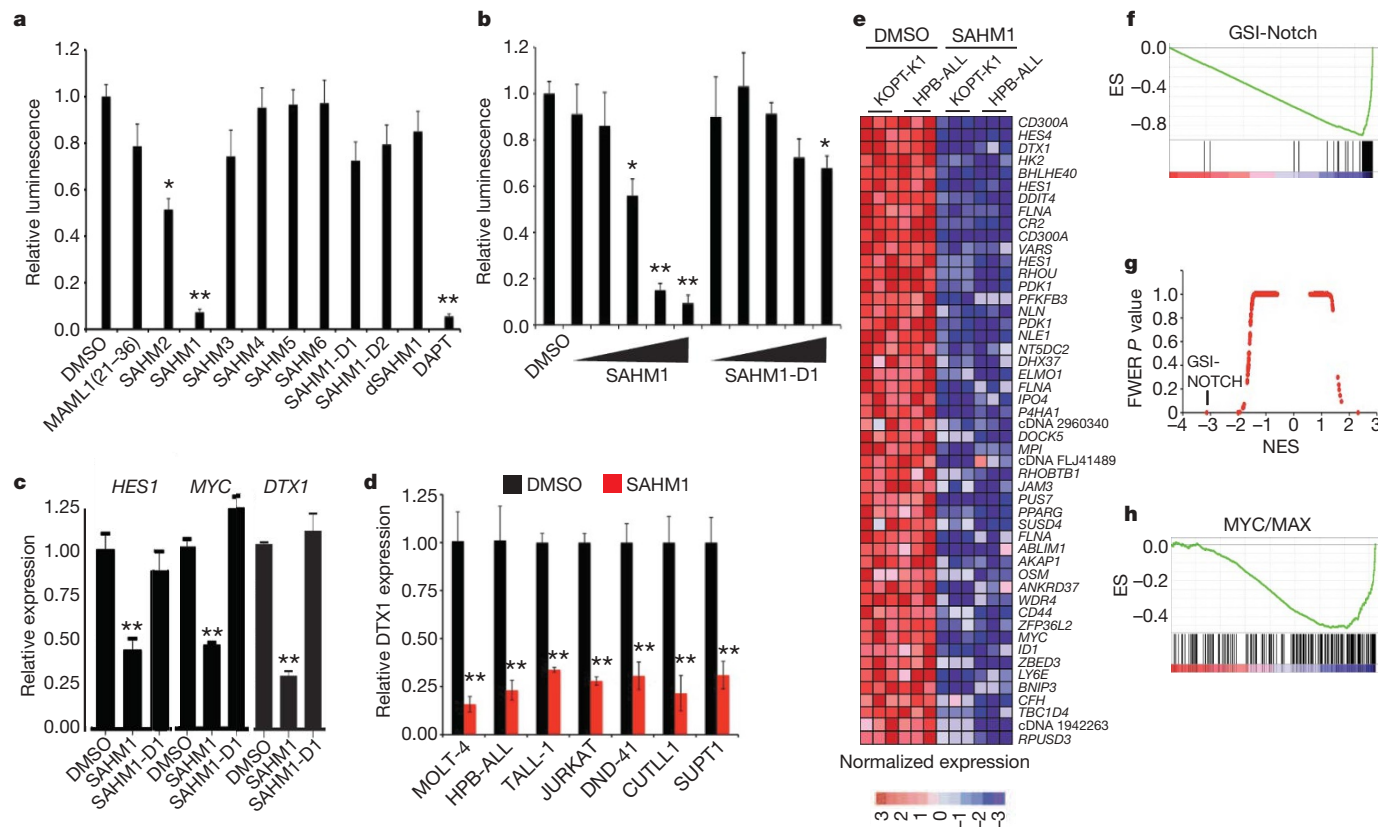 a
1.2
1.0
0.8
0.6
0.4
0.2
0.0
Relative luminescence
*
**
**
DMSO
MAML1(21–36)
SAHM2
SAHM1
SAHM3
SAHM4
SAHM5
SAHM6
SAHM1-D1
SAHM1-D2
dSAHM1
DAPT
b
1.2
1.0
0.8
0.6
0.4
0.2
0.0
Relative luminescence
*
**
**
*
DMSO
SAHM1
SAHM1-D1
c
HES1 MYC DTX1
1.25
1.00
0.75
0.50
0.25
0.00
Relative expression
**
**
**
DMSO
SAHM1
SAHM1-D1
DMSO
SAHM1
SAHM1-D1
DMSO
SAHM1
SAHM1-D1
d
DMSO SAHM1
1.25
1.00
0.75
0.50
0.25
0.00
Relative DTX1 expression
**
**
**
**
**
**
**
MOLT-4
HPB-ALL
TALL-1
JURKAT
DND-41
CUTLL1
SUPT1
e
DMSO SAHM1
KOPT-K1
HPB-ALL
KOPT-K1
HPB-ALL
CD300A
HES4
DTX1
HK2
BHLHE40
HES1
DDIT4
FLNA
CR2
CD300A
VARS
HES1
RHOU
PDK1
PFKFB3
NLN
PDK1
NLE1
NT5DC2
DHX37
ELMO1
FLNA
IPO4
P4HA1
cDNA 2960340
DOCK5
MPI
cDNA FLJ41489
RHOBTB1
JAM3
PUS7
PPARG
SUSD4
FLNA
ABLIM1
AKAP1
OSM
ANKRD37
WDR4
CD44
ZFP36L2
MYC
ID1
ZBED3
LY6E
BNIP3
CFH
TBC1D4
cDNA 1942263
RPUSD3
Normalized expression
3
2
1
0
–1
–2
–3
f
GSI-Notch
0.0
–0.4
–0.8
ES
g
1.0
0.8
0.6
0.4
0.2
0
FWER P value
GSI-
NOTCH
–4 –3 –2 –1 0 1 2 3
NES
h
MYC/MAX
0.0
–0.2
–0.4
ES